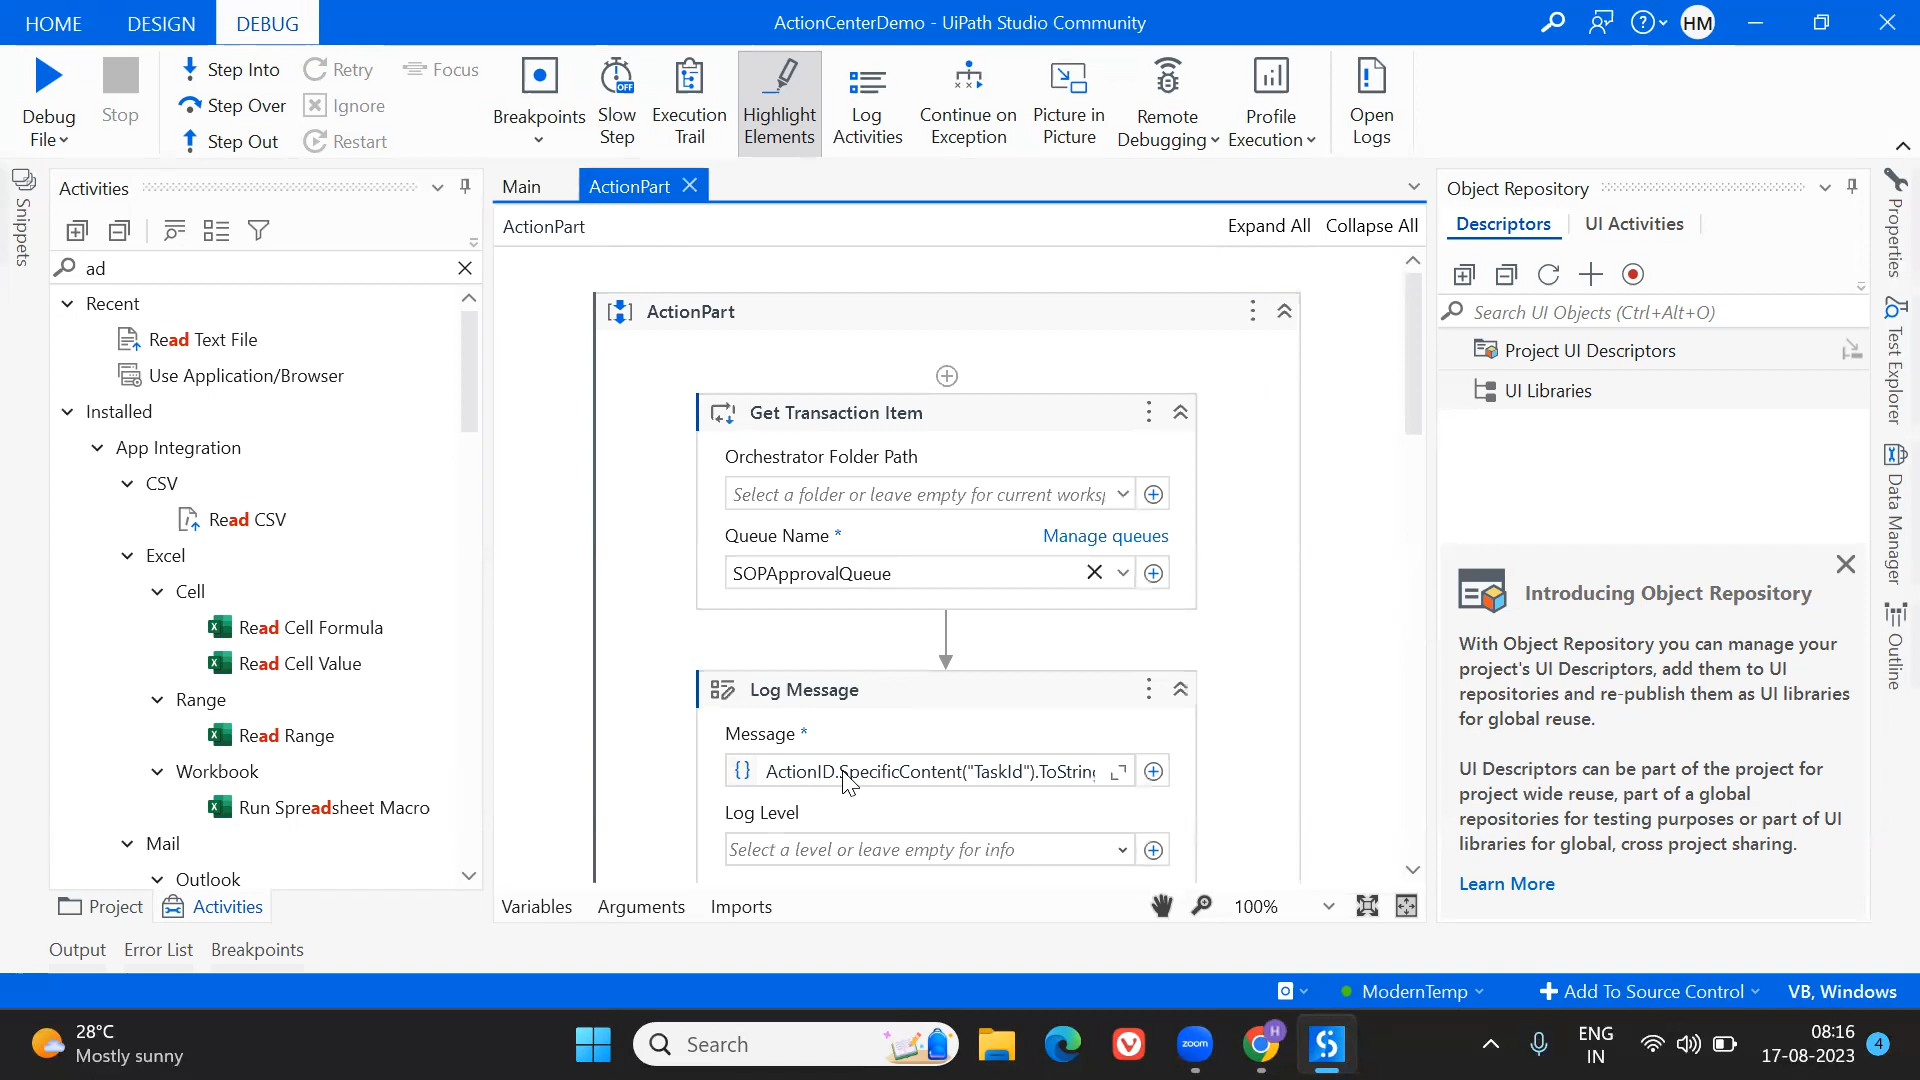 HOME
DESIGN
DEBUG
ActionCenterDemo - UiPath Studio Community
HM
Debug
File
Stop
Step Into
Step Over
Step Out
Retry
Ignore
Restart
Focus
Breakpoints
OFF
Slow
Step
Execution
Trail
Highlight
Elements
Log
Activities
Continue on
Exception
Picture in
Picture
Remote
Debugging
Profile
Execution
Open
Logs
Snippets
Activities
ad
Recent
Read Text File
Use Application/Browser
Installed
App Integration
CSV
Read CSV
Excel
Cell
Read Cell Formula
Read Cell Value
Range
Read Range
Workbook
Run Spreadsheet Macro
Mail
Outlook
Project
Activities
Main
ActionPart
ActionPart
Expand All
Collapse All
ActionPart
Get Transaction Item
Orchestrator Folder Path
Select a folder or leave empty for current worksp
Queue Name *
Manage queues
SOPApprovalQueue
Log Message
Message *
ActionID.SpecificContent("TaskId").ToString
Log Level
Select a level or leave empty for info
Variables
Arguments
Imports
100%
Object Repository
Descriptors
UI Activities
Search UI Objects (Ctrl+Alt+O)
Project UI Descriptors
UI Libraries
Introducing Object Repository
With Object Repository you can manage your
project's UI Descriptors, add them to UI
repositories and re-publish them as UI libraries
for global reuse.
UI Descriptors can be part of the project for
project wide reuse, part of a global
repositories for testing purposes or part of UI
libraries for global, cross project sharing.
Learn More
Properties
Test Explorer
Data Manager
Outline
Output
Error List
Breakpoints
ModernTemp
Add To Source Control
VB, Windows
28°C
Mostly sunny
Search
zoom
H
ENG
IN
08:16
17-08-2023
4